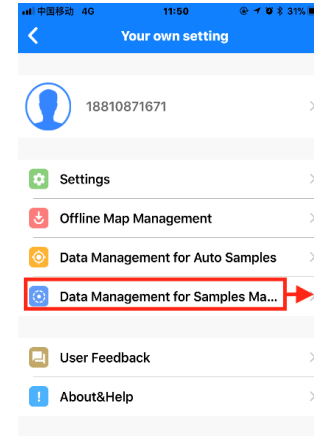 中国移动 4G 11:50 31%
Your own setting
18810871671
Settings
Offline Map Management
Data Management for Auto Samples
Data Management for Samples Ma...
User Feedback
About&Help